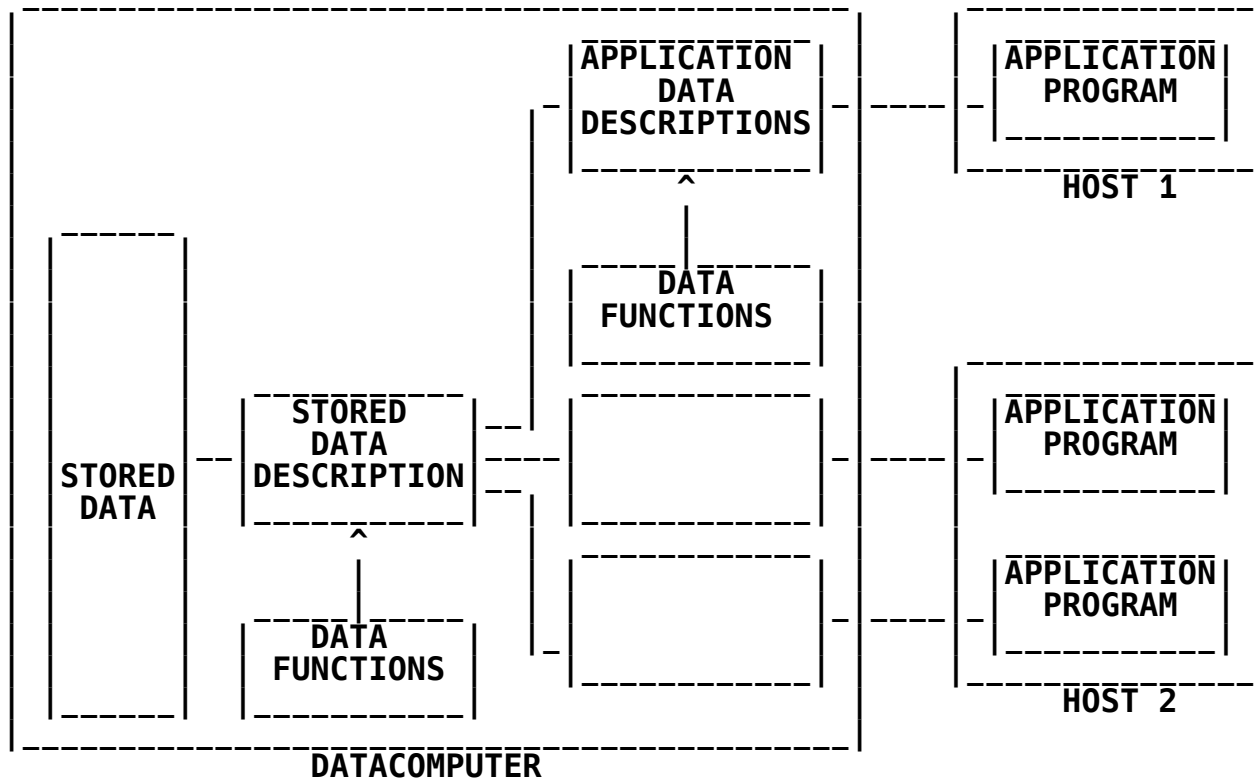 APPLICATION
DATA
DESCRIPTIONS
APPLICATION
PROGRAM
HOST 1
DATA
FUNCTIONS
STORED
DATA
STORED
DATA
DESCRIPTION
APPLICATION
PROGRAM
DATA
FUNCTIONS
APPLICATION
PROGRAM
HOST 2
DATACOMPUTER